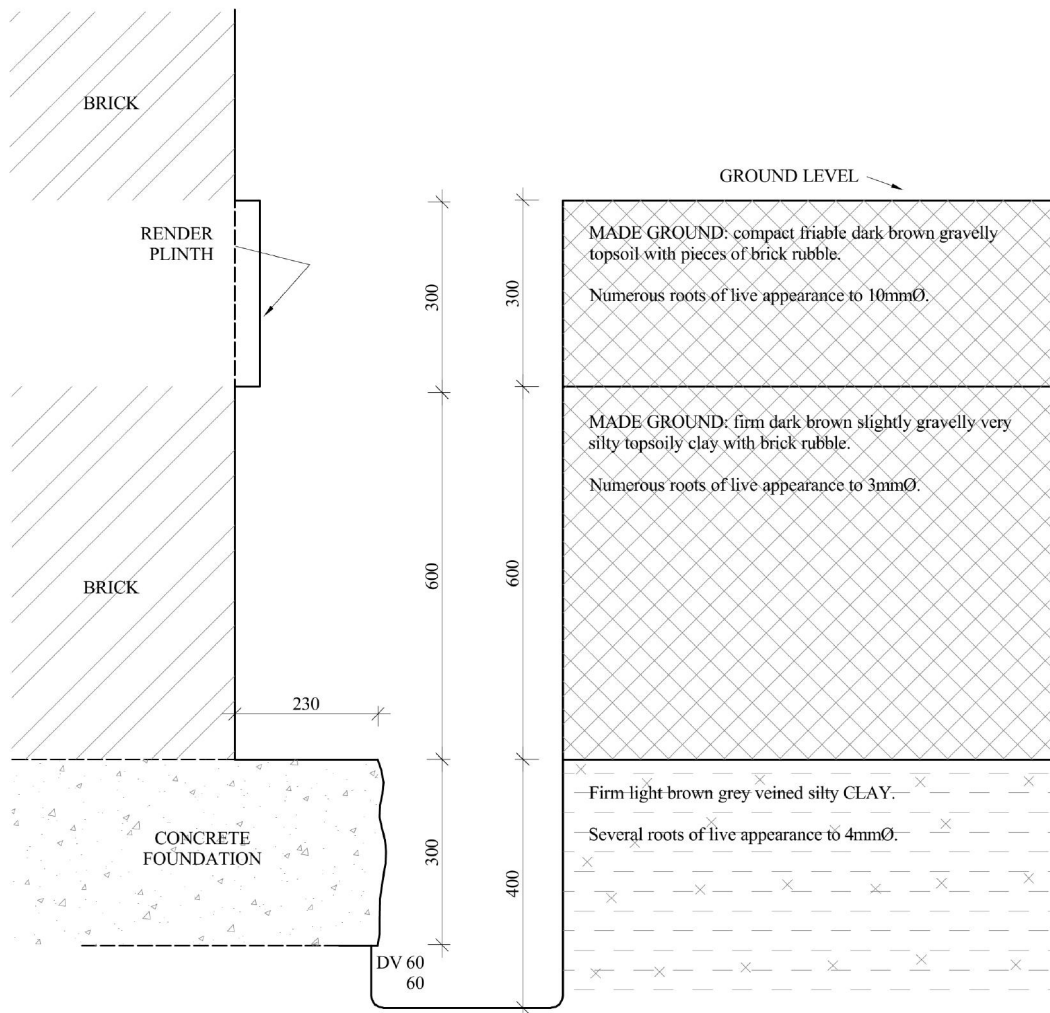 BRICK
GROUND LEVEL
RENDER
PLINTH
MADE GROUND: compact friable dark brown gravelly
topsoil with pieces of brick rubble.
Numerous roots of live appearance to 10mmØ.
300
300
MADE GROUND: firm dark brown slightly gravelly very
silty topsoily clay with brick rubble.
Numerous roots of live appearance to 3mmØ.
BRICK
600
600
230
Firm light brown grey veined silty CLAY.
Several roots of live appearance to 4mmØ.
CONCRETE
FOUNDATION
300
400
DV 60
60